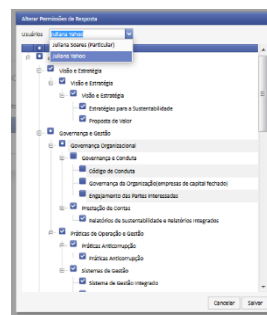 Alterar Permissões de Resposta
Usuários Juliana Yahoo
Juliana Soares (Particular)
Juliana Yahoo
Visão e Estratégia
Visão e Estratégia
Visão e Estratégia
Estratégias para a Sustentabilidade
Proposta de Valor
Governança e Gestão
Governança Organizacional
Governança e Conduta
Código de Conduta
Governança da Organização(empresas de capital fechado)
Engajamento das Partes Interessadas
Prestação de Contas
Relatórios de Sustentabilidade e Relatórios Integrados
Práticas de Operação e Gestão
Práticas Anticorrupção
Práticas Anticorrupção
Sistemas de Gestão
Sistema de Gestão Integrado
Cancelar Salvar